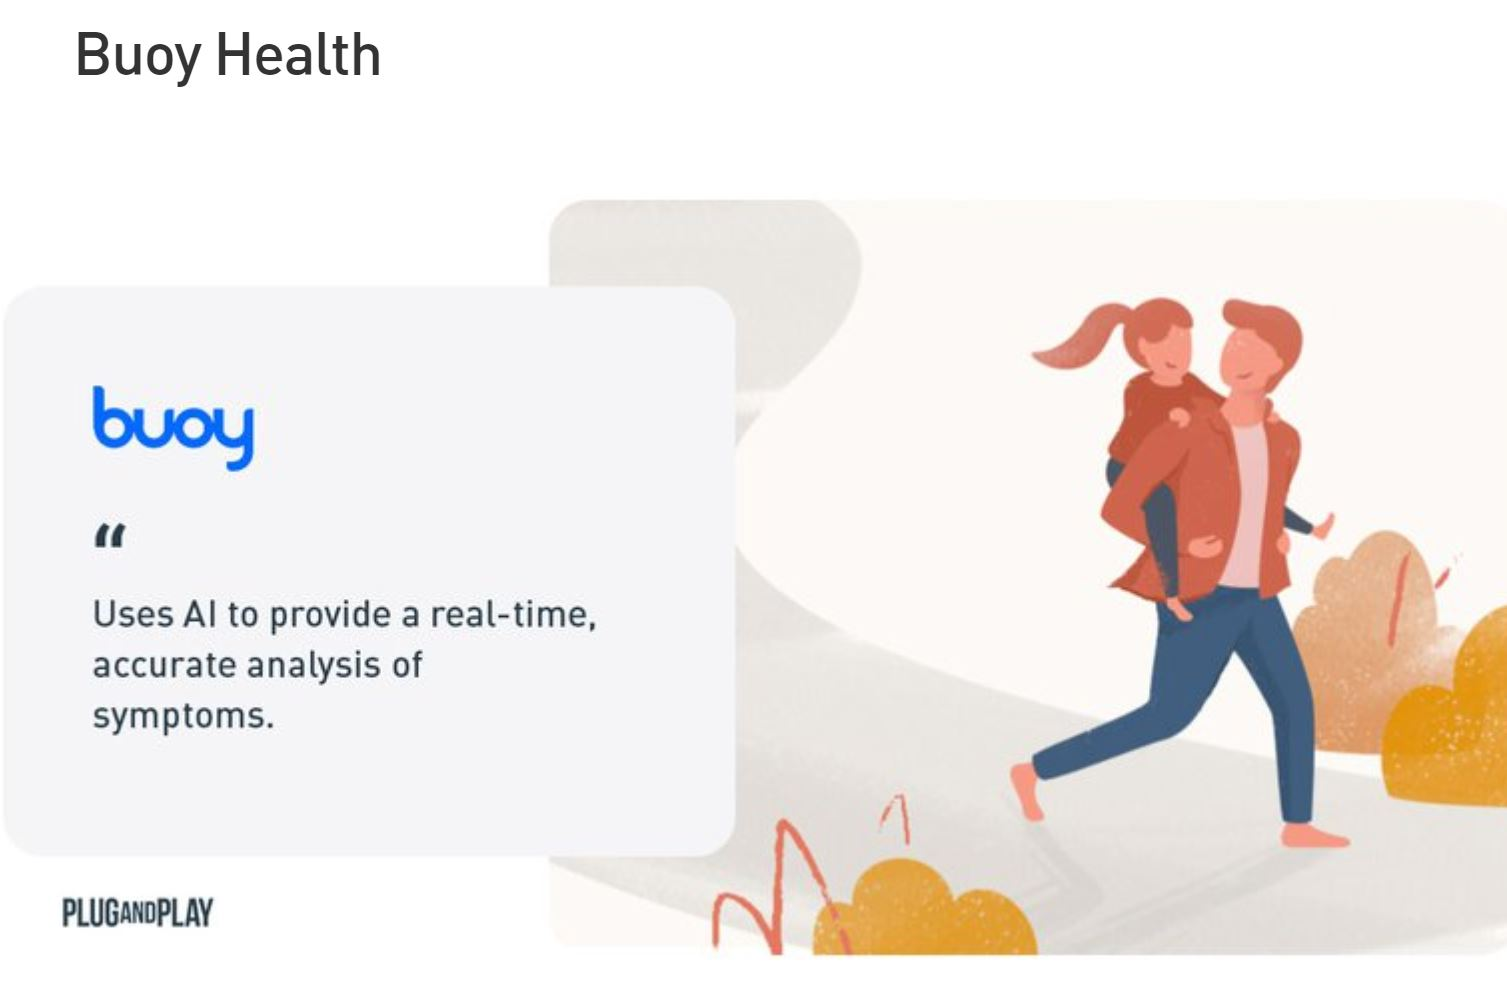 Buoy Health
buoy
“
Uses AI to provide a real-time,
accurate analysis of
symptoms.
PLUGANDPLAY